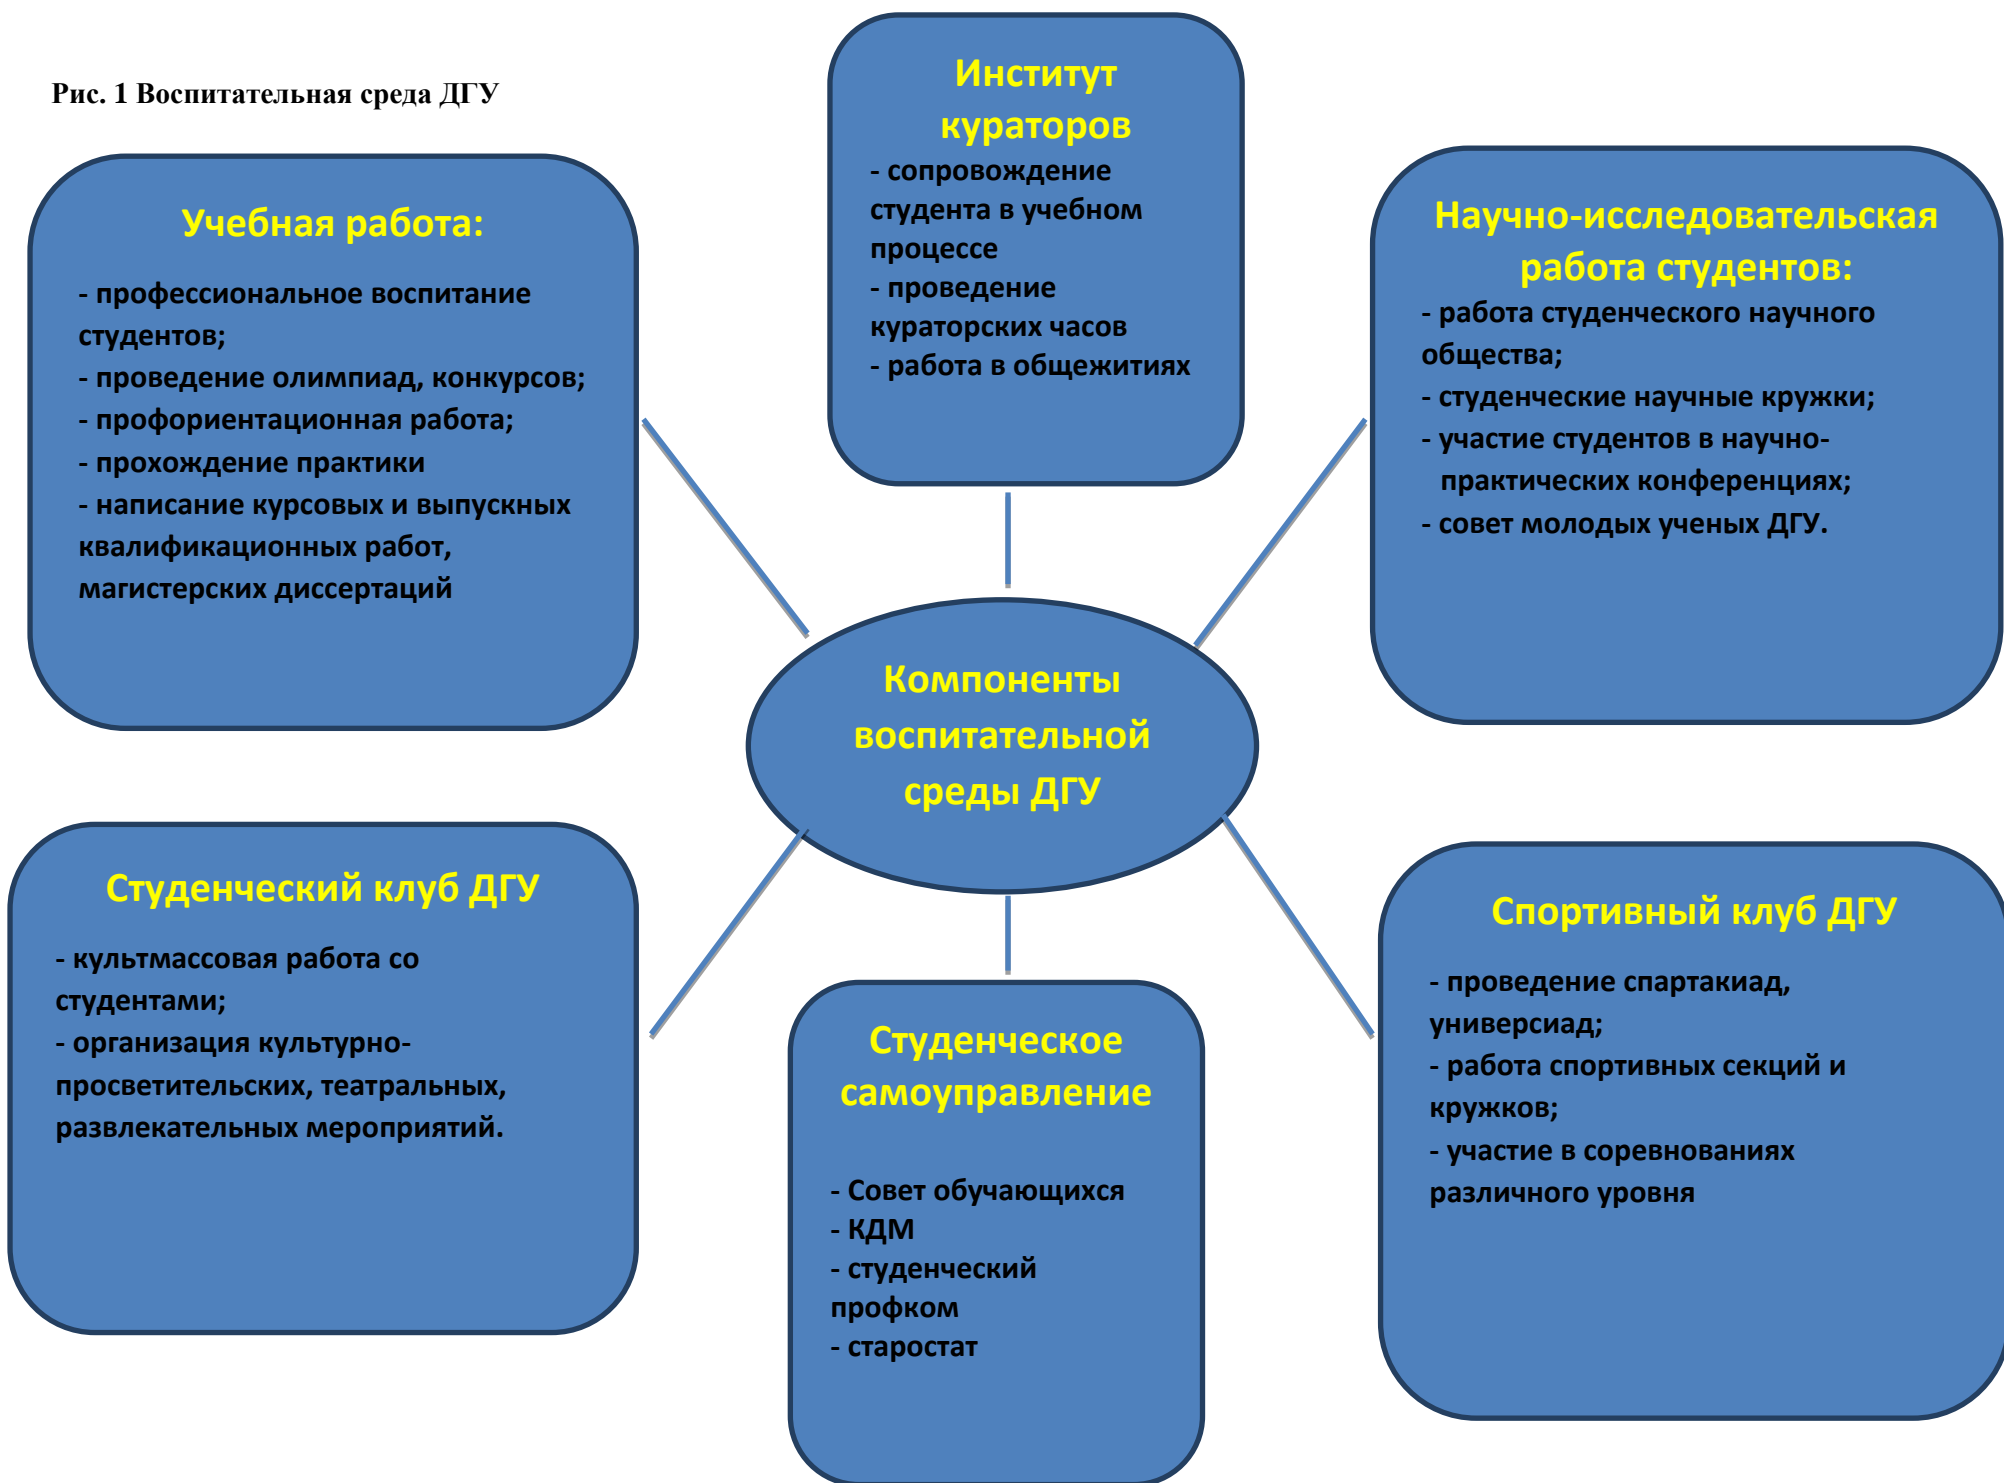 Рис. 1 Воспитательная среда ДГУ
Институт
кураторов
- сопровождение
студента в учебном
процессе
- проведение
кураторских часов
- работа в общежитиях
Учебная работа:
- профессиональное воспитание
студентов;
- проведение олимпиад, конкурсов;
- профориентационная работа;
- прохождение практики
- написание курсовых и выпускных
квалификационных работ,
магистерских диссертаций
Научно-исследовательская
работа студентов:
- работа студенческого научного
общества;
- студенческие научные кружки;
- участие студентов в научно-
практических конференциях;
- совет молодых ученых ДГУ.
Компоненты
воспитательной
среды ДГУ
Студенческий клуб ДГУ
- культмассовая работа со
студентами;
- организация культурно-
просветительских, театральных,
развлекательных мероприятий.
Студенческое
самоуправление
- Совет обучающихся
- КДМ
- студенческий
профком
- старостат
Спортивный клуб ДГУ
- проведение спартакиад,
универсиад;
- работа спортивных секций и
кружков;
- участие в соревнованиях
различного уровня